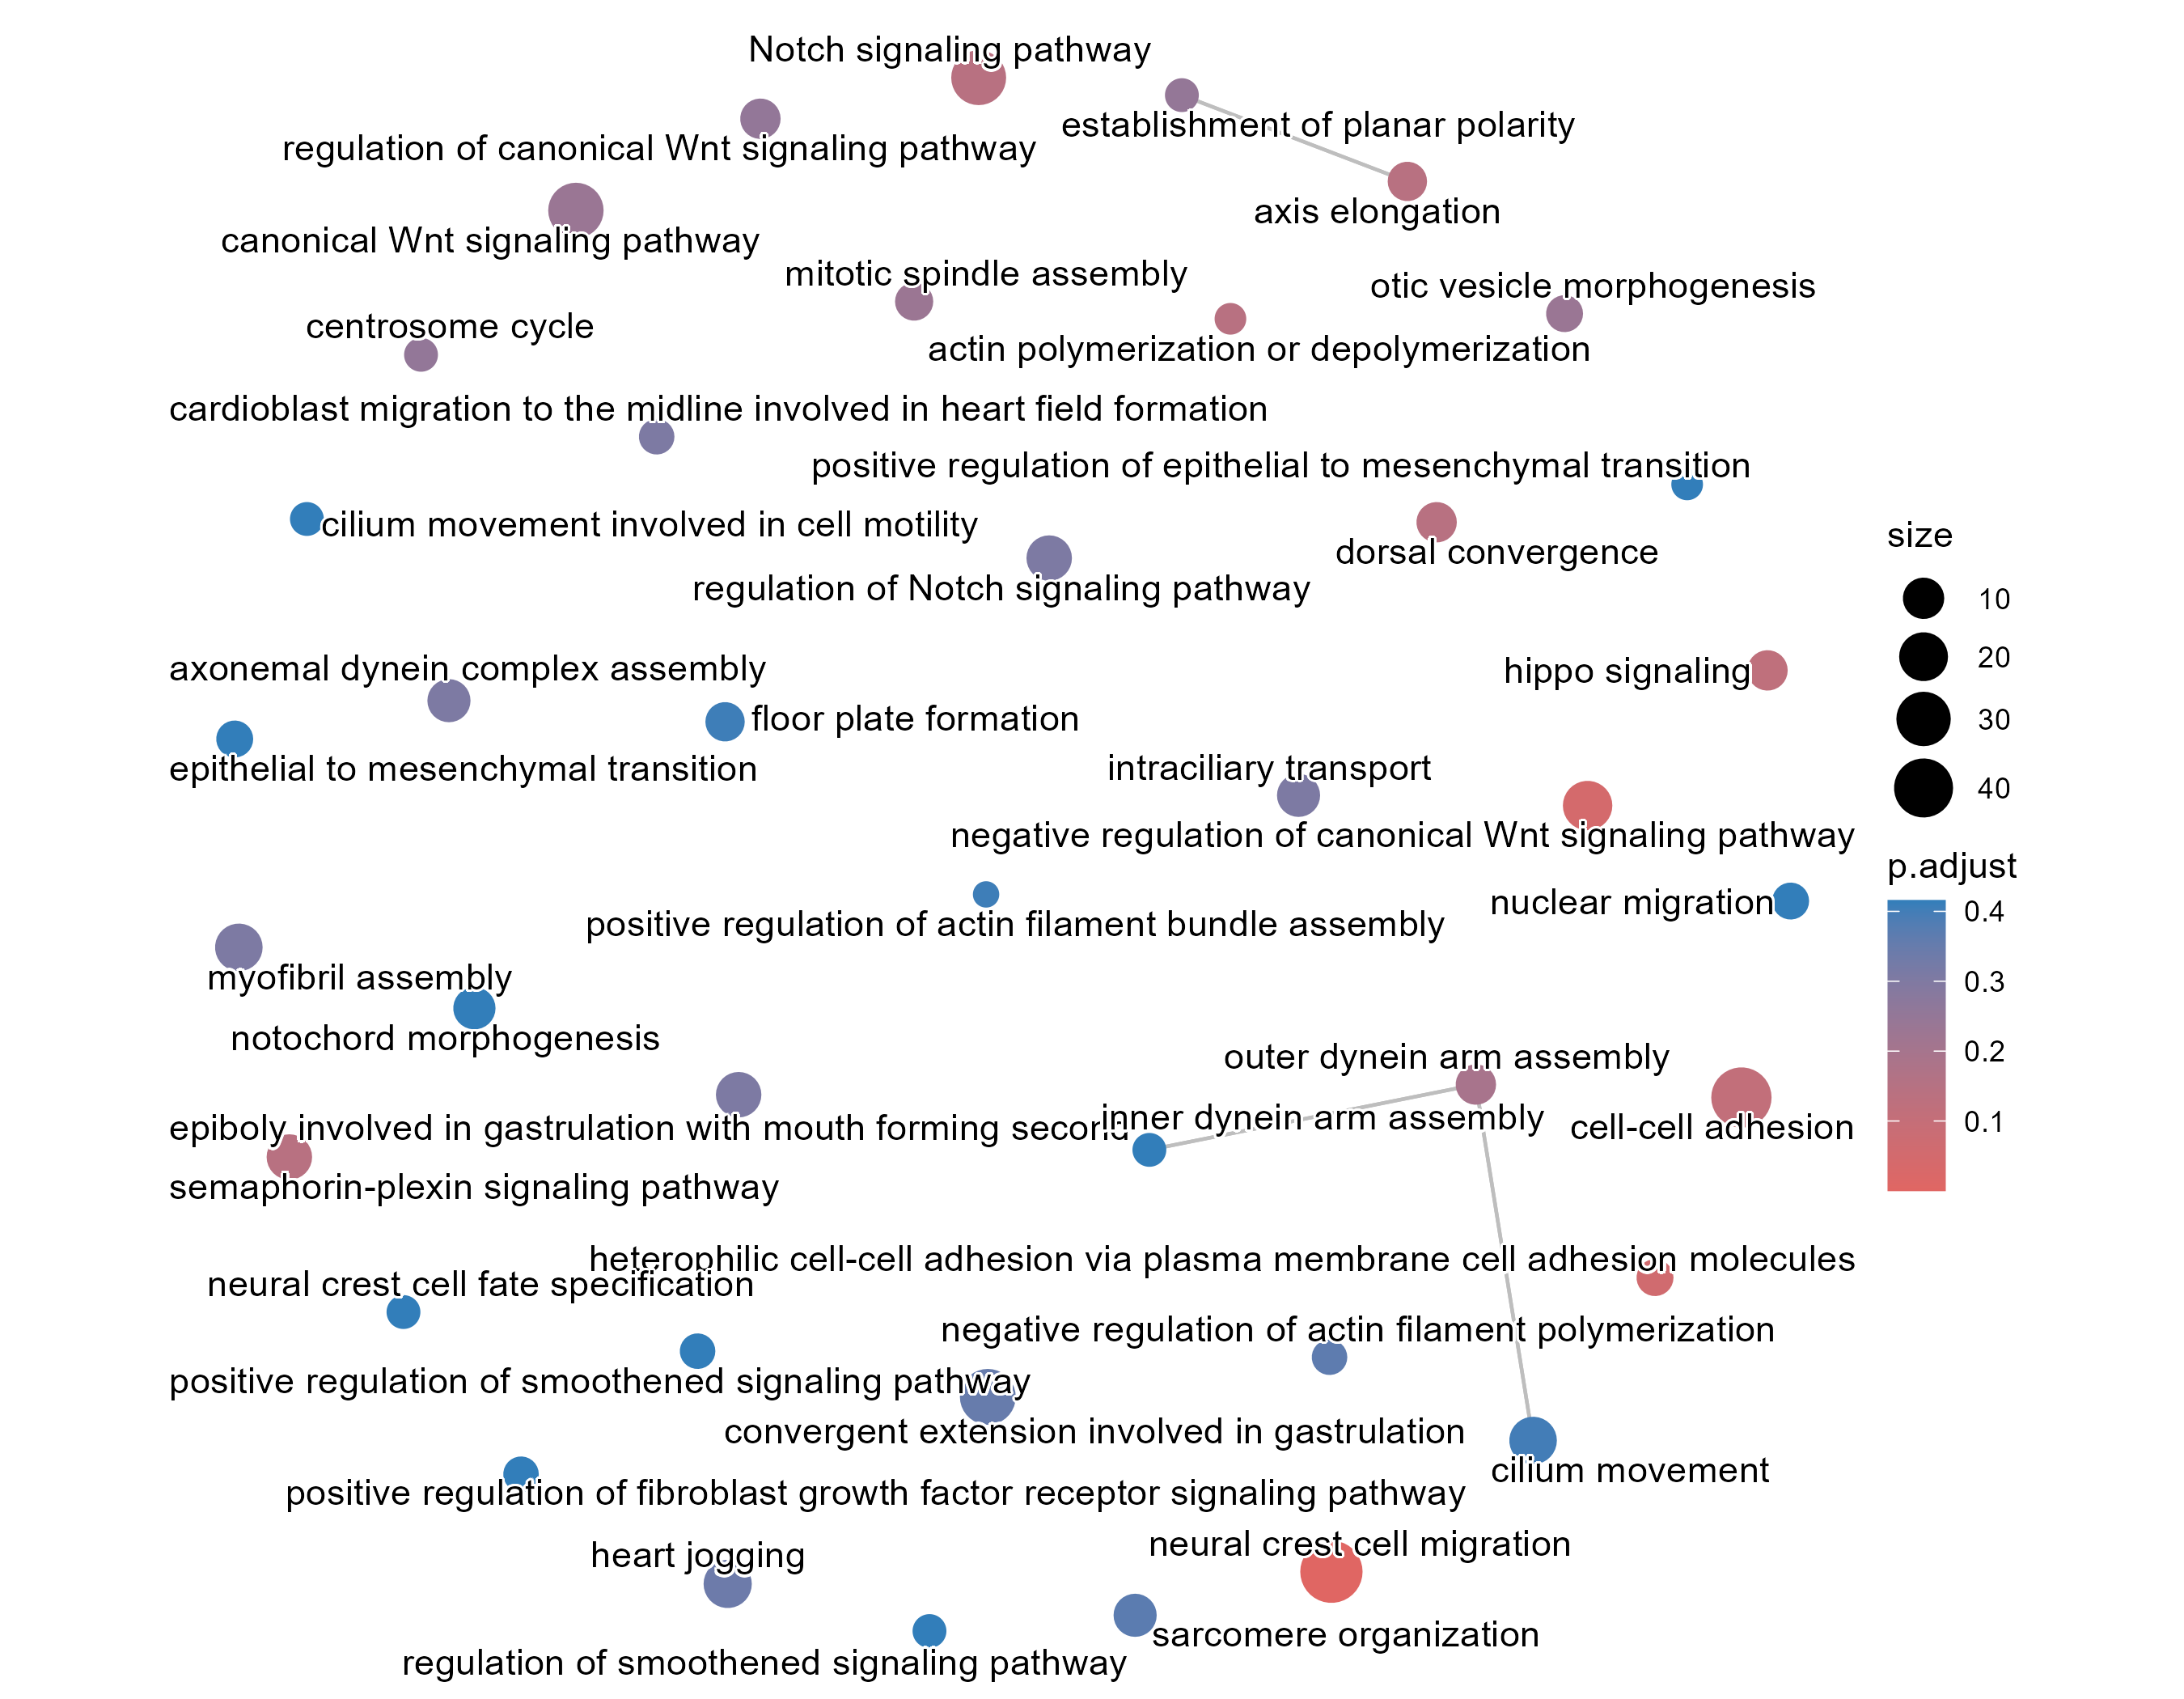 Notch signaling pathway
establishment of planar polarity
regulation of canonical Wnt signaling pathway
axis elongation
canonical Wnt signaling pathway
mitotic spindle assembly
otic vesicle morphogenesis
centrosome cycle
actin polymerization or depolymerization
cardioblast migration to the midline involved in heart field formation
positive regulation of epithelial to mesenchymal transition
cilium movement involved in cell motility
dorsal convergence
regulation of Notch signaling pathway
axonemal dynein complex assembly
hippo signaling
floor plate formation
epithelial to mesenchymal transition
intraciliary transport
negative regulation of canonical Wnt signaling pathway
nuclear migration
positive regulation of actin filament bundle assembly
myofibril assembly
notochord morphogenesis
outer dynein arm assembly
inner dynein arm assembly
cell-cell adhesion
epiboly involved in gastrulation with mouth forming second
semaphorin-plexin signaling pathway
heterophilic cell-cell adhesion via plasma membrane cell adhesion molecules
neural crest cell fate specification
negative regulation of actin filament polymerization
positive regulation of smoothened signaling pathway
convergent extension involved in gastrulation
cilium movement
positive regulation of fibroblast growth factor receptor signaling pathway
neural crest cell migration
heart jogging
sarcomere organization
regulation of smoothened signaling pathway
size
10
20
30
40
p.adjust
0.4
0.3
0.2
0.1